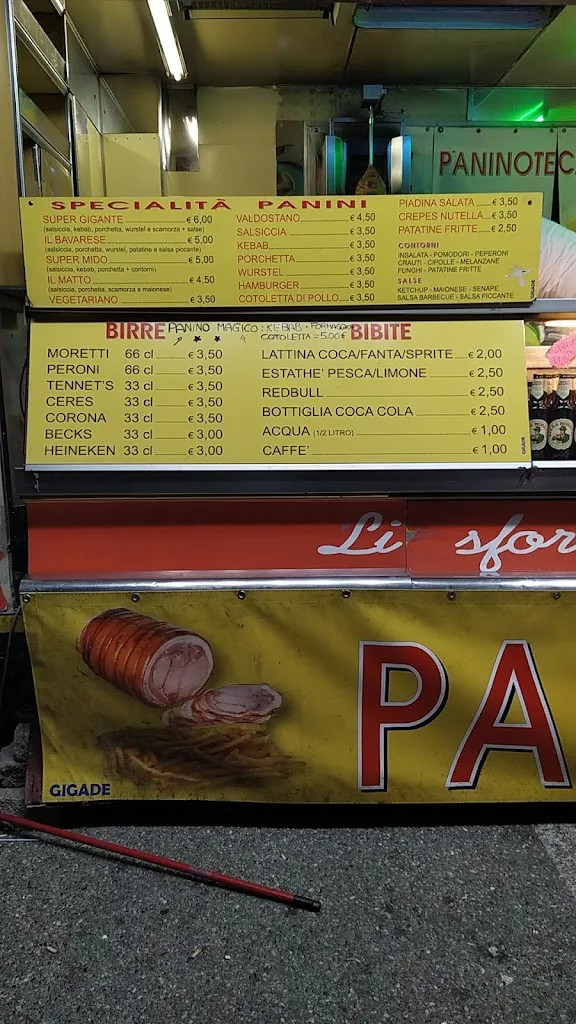 PANINOTEC
SPECIALITÀ PANINI
SUPER GIGANTE € 6,00
(salsiccia, kebab, porchetta, wurstel e scamorza + salse)
IL BAVARESE € 5,00
(salsiccia, porchetta, wurstel, patatine e salsa piccante)
SUPER MIDO € 5,00
(salsiccia, kebab, porchetta + contorni)
IL MATTO € 4,50
(salsiccia, porchetta, scamorza e maionese)
VEGETARIANO € 3,50
VALDOSTANO € 4,50
SALSICCIA € 3,50
KEBAB € 3,50
PORCHETTA € 3,50
WURSTEL € 3,50
HAMBURGER € 3,50
COTOLETTA DI POLLO € 3,50
PIADINA SALATA € 3,50
CREPES NUTELLA € 3,50
PATATINE FRITTE € 2,50
CONTORNI
INSALATA - POMODORI - PEPERONI
CRAUTI - CIPOLLE - MELANZANE
FUNGHI - PATATINE FRITTE
SALSE
KETCHUP - MAIONESE - SENAPE
SALSA BARBECUE - SALSA PICCANTE
GIGADE
PANINO MAGICO: KEBAB + FORMAGGIO
COTOLETTA = 5.00€
BIRRE
MORETTI 66 cl € 3,50
PERONI 66 cl € 3,50
TENNET'S 33 cl € 3,50
CERES 33 cl € 3,50
CORONA 33 cl € 3,50
BECKS 33 cl € 3,00
HEINEKEN 33 cl € 3,00
BIBITE
LATTINA COCA/FANTA/SPRITE € 2,00
ESTATHE' PESCA/LIMONE € 2,50
REDBULL € 2,50
BOTTIGLIA COCA COLA € 2,50
ACQUA (1/2 LITRO) € 1,00
CAFFE' € 1,00
GIGADE
Li sfor
PA
GIGADE